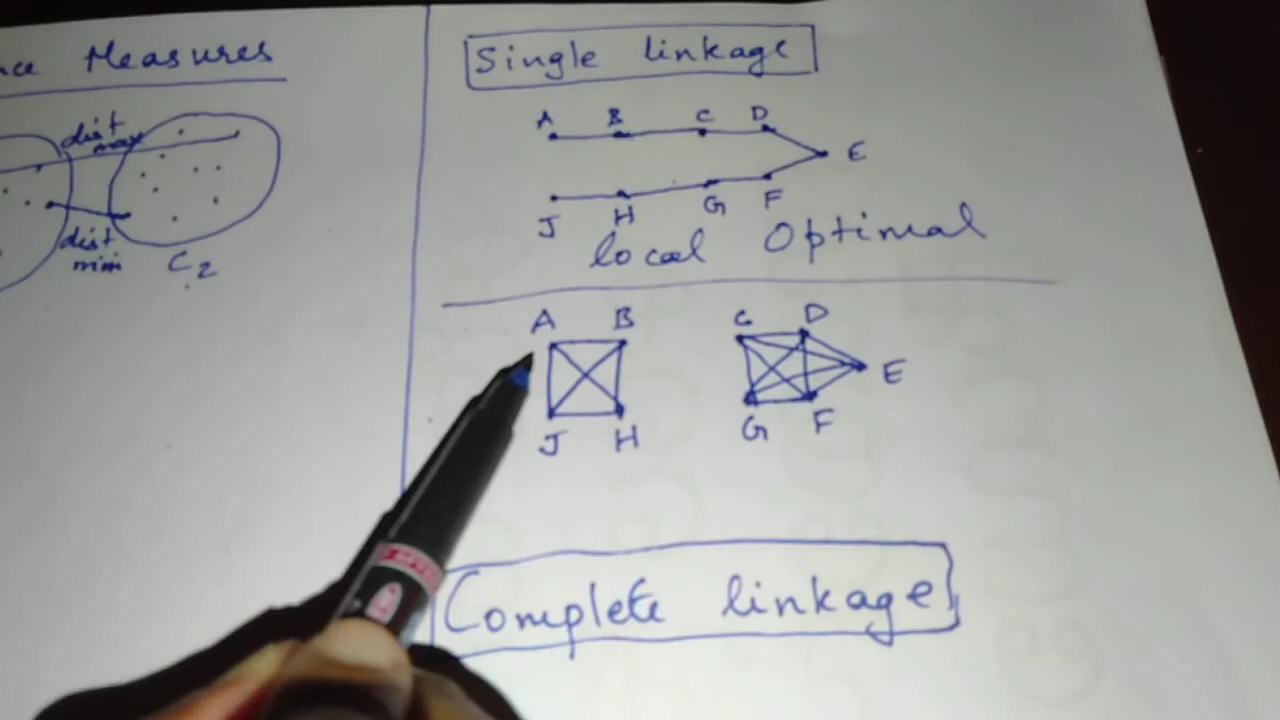 Measures
dist
max
dist
min
C2
Single linkage
A B C D
E
J H G F
local Optimal
A B C D
E
J H G F
Complete linkage